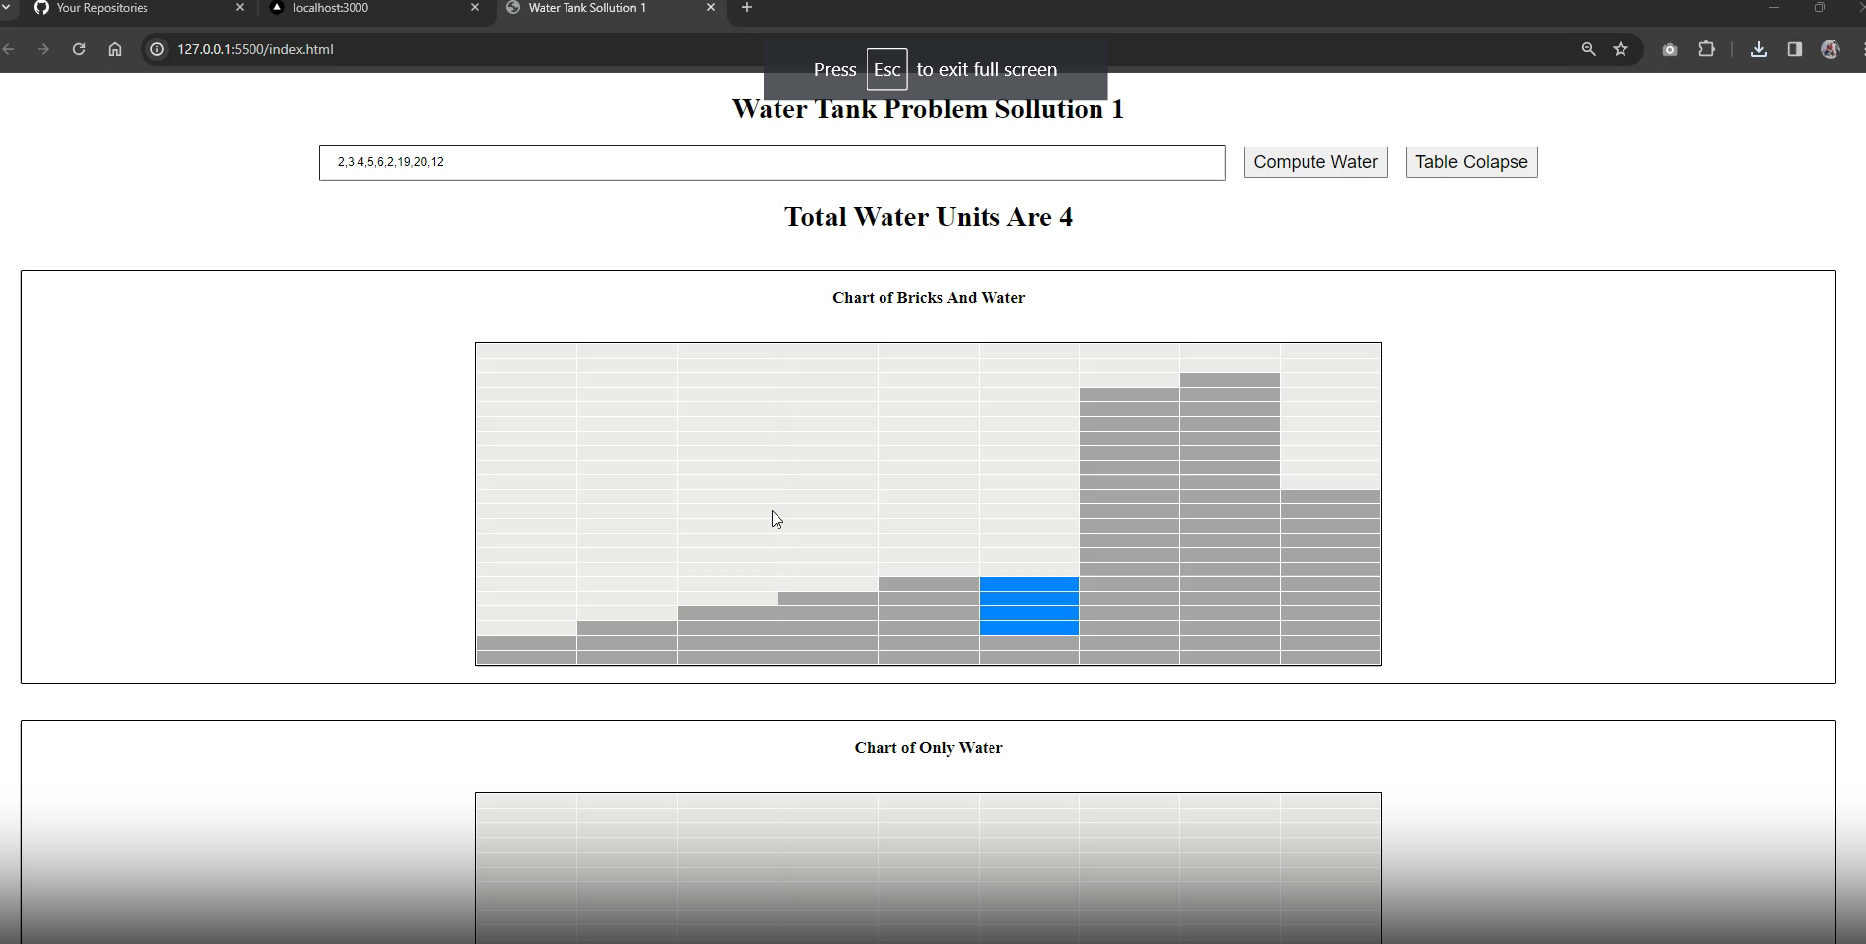 Your Repositories
localhost:3000
Water Tank Sollution 1
127.0.0.1:5500/index.html
Press Esc to exit full screen
Water Tank Problem Sollution 1
2,3 4,5,6,2,19,20,12
Compute Water
Table Colapse
Total Water Units Are 4
Chart of Bricks And Water
Chart of Only Water